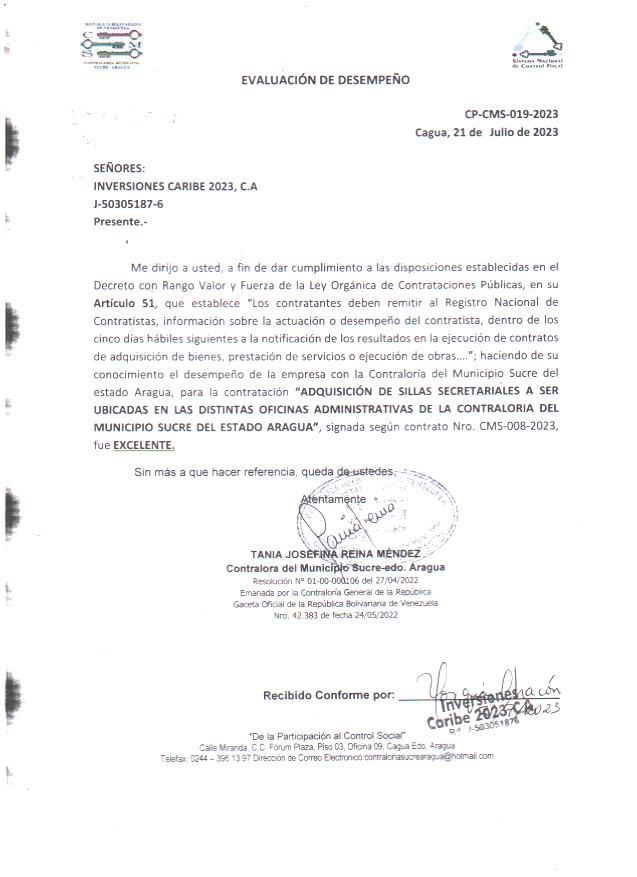 REPÚBLICA BOLIVARIANA
DE VENEZUELA
C M S
CONTRALORÍA MUNICIPAL
SUCRE - ARAGUA
Sistema Nacional
de Control Fiscal
EVALUACIÓN DE DESEMPEÑO
CP-CMS-019-2023
Cagua, 21 de Julio de 2023
SEÑORES:
INVERSIONES CARIBE 2023, C.A
J-50305187-6
Presente.-
Me dirijo a usted, a fin de dar cumplimiento a las disposiciones establecidas en el
Decreto con Rango Valor y Fuerza de la Ley Orgánica de Contrataciones Públicas, en su
Artículo 51, que establece “Los contratantes deben remitir al Registro Nacional de
Contratistas, información sobre la actuación o desempeño del contratista, dentro de los
cinco días hábiles siguientes a la notificación de los resultados en la ejecución de contratos
de adquisición de bienes, prestación de servicios o ejecución de obras....”; haciendo de su
conocimiento el desempeño de la empresa con la Contraloría del Municipio Sucre del
estado Aragua, para la contratación “ADQUISICIÓN DE SILLAS SECRETARIALES A SER
UBICADAS EN LAS DISTINTAS OFICINAS ADMINISTRATIVAS DE LA CONTRALORIA DEL
MUNICIPIO SUCRE DEL ESTADO ARAGUA”, signada según contrato Nro. CMS-008-2023,
fue EXCELENTE.
Sin más a que hacer referencia, queda de ustedes,
Atentamente
TANIA JOSEFINA REINA MÉNDEZ
Contralora del Municipio Sucre-edo. Aragua
Resolución N° 01-00-000106 del 27/04/2022
Emanada por la Contraloría General de la República
Gaceta Oficial de la República Bolivariana de Venezuela
Nro. 42.383 de fecha 24/05/2022
Recibido Conforme por:
Inversiones
Caribe 2023, C.A.
J-503051876
"De la Participación al Control Social"
Calle Miranda, C.C. Fórum Plaza, Piso 03, Oficina 09, Cagua Edo. Aragua
Telefax: 0244 – 396 13 97 Dirección de Correo Electronico:contraloriasucrearagua@hotmail.com